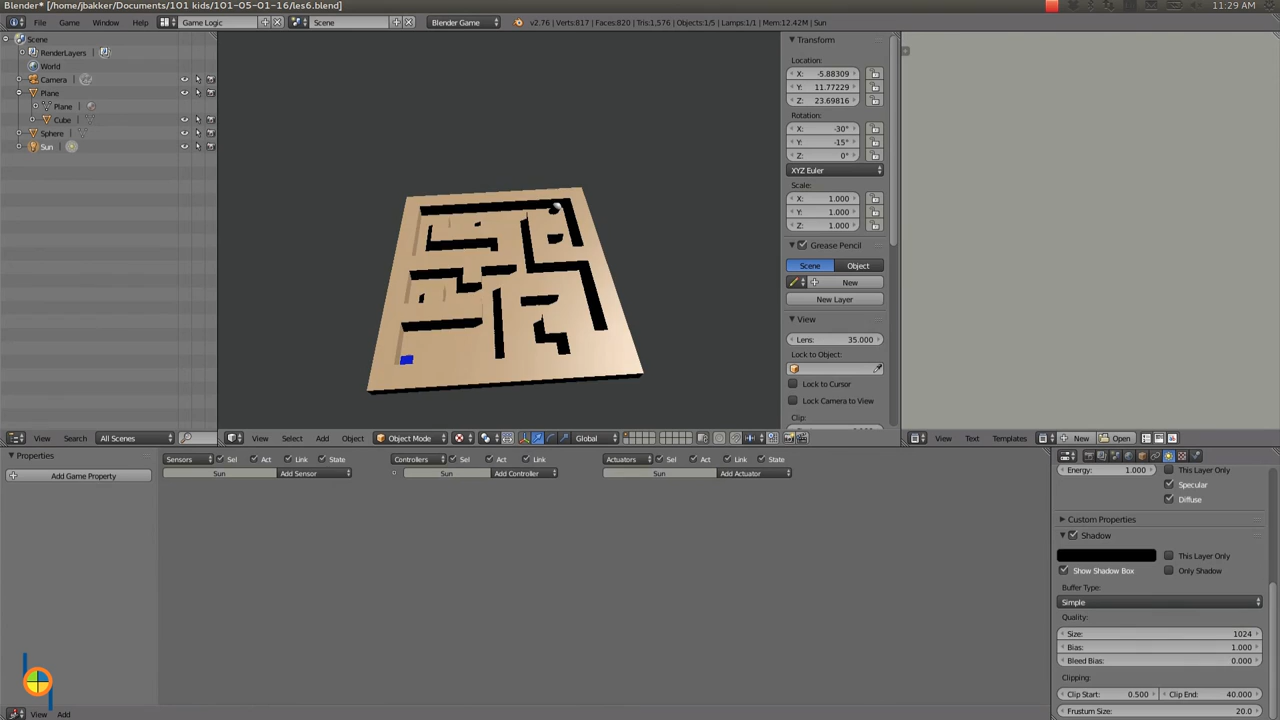 Blender* [/home/jbakker/Documents/101 kids/101-05-01-16/les6.blend]
11:29 AM
File Game Window Help Game Logic Scene Blender Game v2.76 | Verts:817 | Faces:820 | Tris:1,576 | Objects:1/5 | Lamps:1/1 | Mem:12.42M | Sun
Scene
RenderLayers
World
Camera
Plane
Plane
Cube
Sphere
Sun
Transform
Location:
X: -5.88309
Y: 11.77229
Z: 23.69816
Rotation:
X: -30°
Y: -15°
Z: 0°
XYZ Euler
Scale:
X: 1.000
Y: 1.000
Z: 1.000
Grease Pencil
Scene Object
New
New Layer
View
Lens: 35.000
Lock to Object:
Lock to Cursor
Lock Camera to View
Clip:
View Search All Scenes
View Select Add Object Object Mode Global
View Text Templates New Open
Properties
Add Game Property
Sensors Sel Act Link State
Sun Add Sensor
Controllers Sel Act Link
Sun Add Controller
Actuators Sel Act Link State
Sun Add Actuator
Energy: 1.000
This Layer Only
Specular
Diffuse
Custom Properties
Shadow
This Layer Only
Show Shadow Box
Only Shadow
Buffer Type:
Simple
Quality:
Size: 1024
Bias: 1.000
Bleed Bias: 0.000
Clipping:
Clip Start: 0.500 Clip End: 40.000
Frustum Size: 20.0
View Add